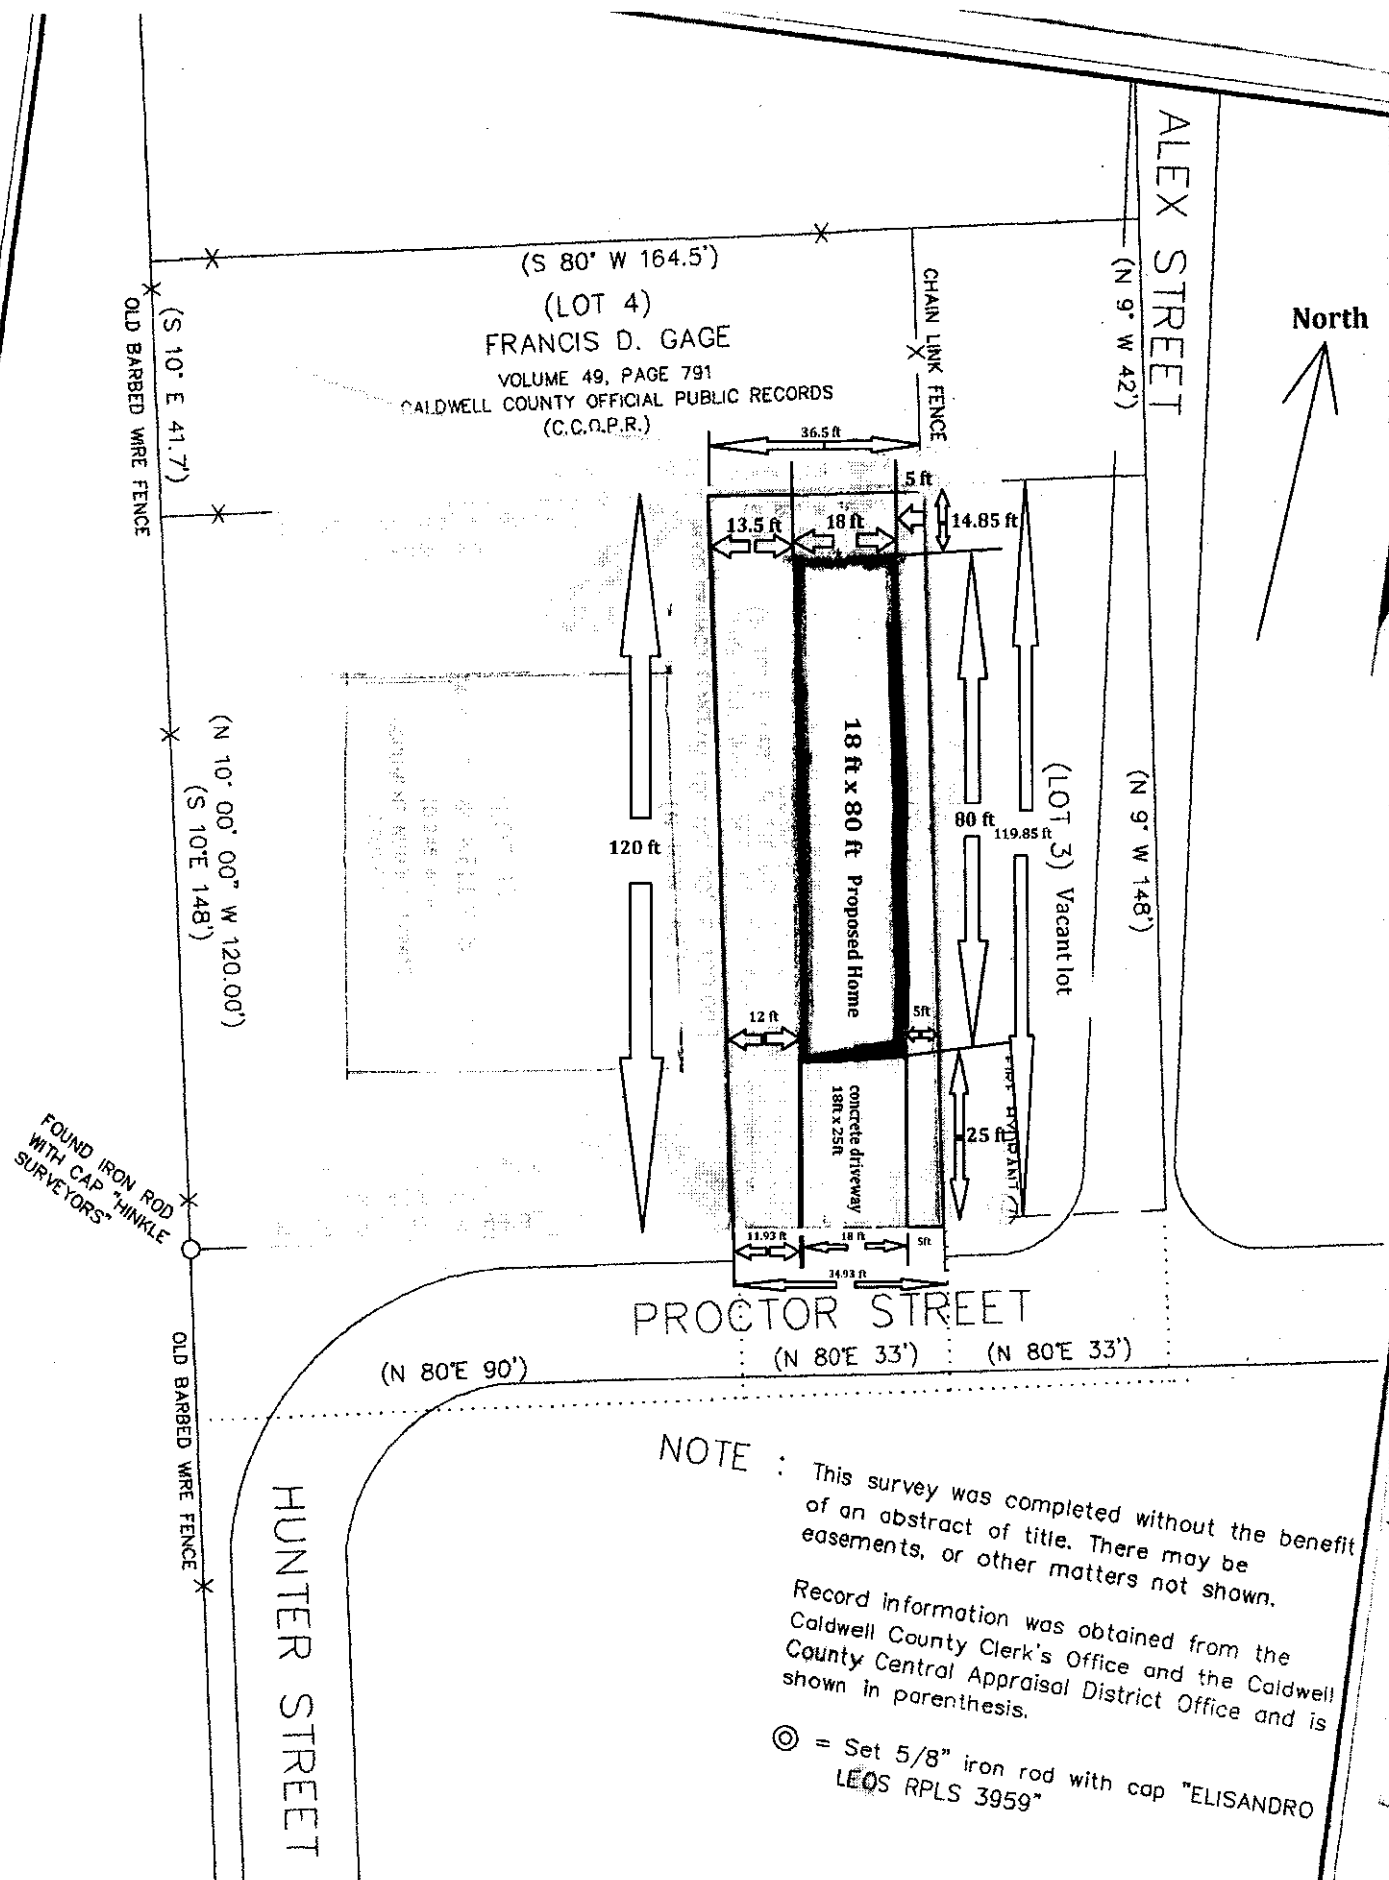 ALEX STREET
North
(S 80° W 164.5')
(LOT 4)
FRANCIS D. GAGE
VOLUME 49, PAGE 791
CALDWELL COUNTY OFFICIAL PUBLIC RECORDS
(C.C.O.P.R.)
CHAIN LINK FENCE
(N 9° W 42')
(S 10° E 41.7')
OLD BARBED WIRE FENCE
36.5 ft
5 ft
13.5 ft
18 ft
14.85 ft
18 ft x 80 ft Proposed Home
120 ft
80 ft
119.85 ft
(LOT 3) Vacant lot
(N 9° W 148')
(N 10° 00' 00" W 120.00')
(S 10°E 148')
12 ft
5ft
concrete driveway
18ft x 25ft
25 ft
HYDRANT
FOUND IRON ROD
WITH CAP "HINKLE
SURVEYORS"
11.93 ft
18 ft
5ft
34.93 ft
PROCTOR STREET
(N 80°E 90')
(N 80°E 33')
(N 80°E 33')
OLD BARBED WIRE FENCE
HUNTER STREET
NOTE :
This survey was completed without the benefit
of an abstract of title. There may be
easements, or other matters not shown.
Record information was obtained from the
Caldwell County Clerk's Office and the Caldwell
County Central Appraisal District Office and is
shown in parenthesis.
◎ = Set 5/8" iron rod with cap "ELISANDRO
LEOS RPLS 3959"